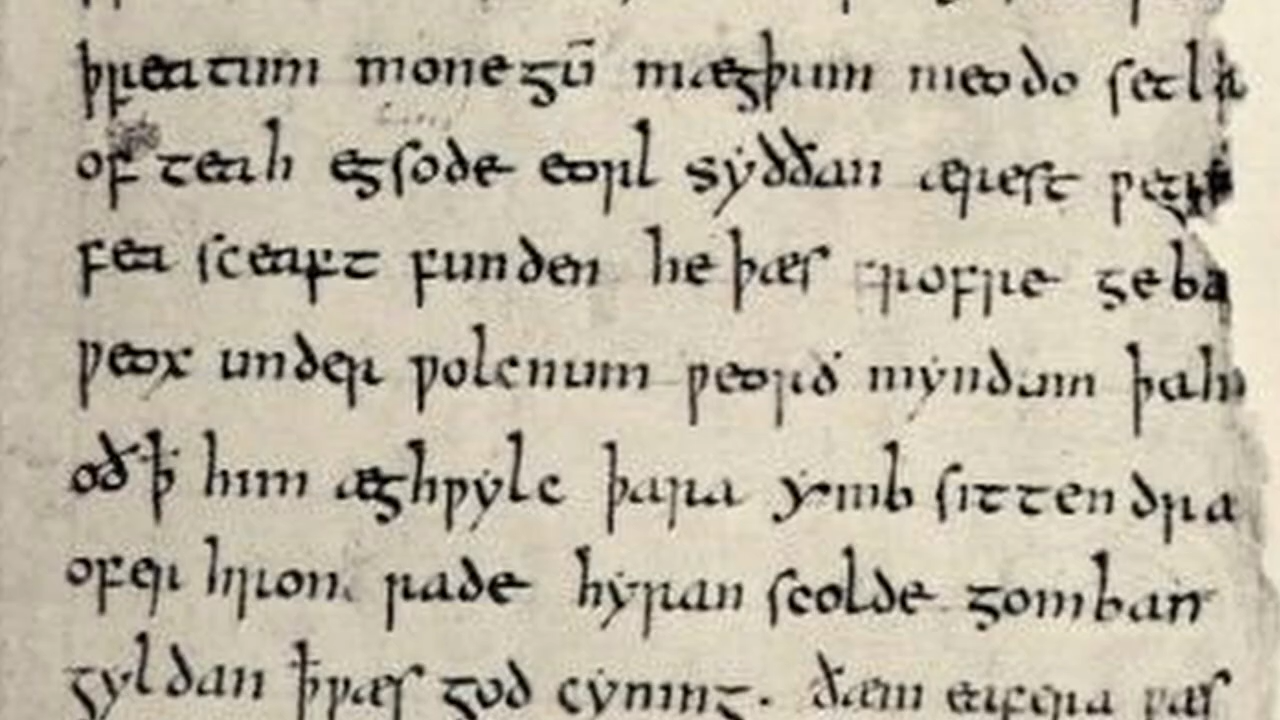 þreatum monegū mægþum meodo setla
of teah egsode eorl syððan ærest ƿear
fea sceaft funden he þæs frofre geba
ƿeox under ƿolcnum ƿeorð myndum þah
oð ꝥ him æghƿylc þara ymb sittendra
ofer hron rade hyran scolde gomban
gyldan ꝥ ƿæs god cyning. ðæm eafera ƿæs